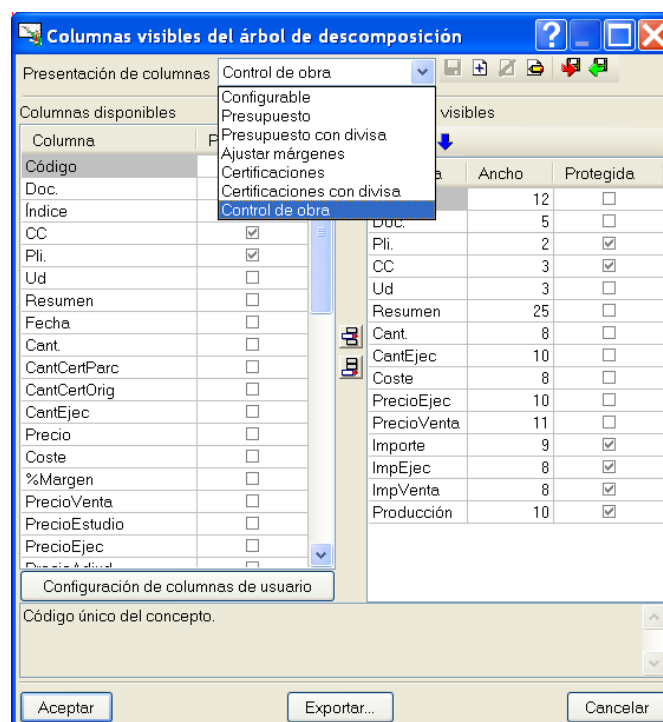 Columnas visibles del árbol de descomposición
Presentación de columnas Control de obra
Configurable
Presupuesto
Presupuesto con divisa
Ajustar márgenes
Certificaciones
Certificaciones con divisa
Control de obra
Columnas disponibles
Columna
Código
Doc.
Índice
CC
Pli.
Ud
Resumen
Fecha
Cant.
CantCertParc
CantCertOrig
CantEjec
Precio
Coste
%Margen
PrecioVenta
PrecioEstudio
PrecioEjec
Configuración de columnas de usuario
visibles
Ancho Protegida
12
Doc. 5
Pli. 2
CC 3
Ud 3
Resumen 25
Cant. 8
CantEjec 10
Coste 8
PrecioEjec 10
PrecioVenta 11
Importe 9
ImpEjec 8
ImpVenta 8
Producción 10
Código único del concepto.
Aceptar
Exportar...
Cancelar